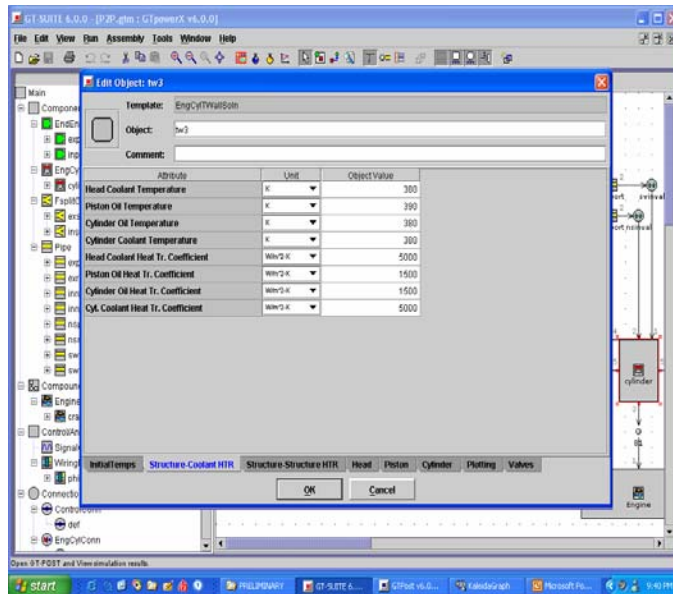 GT-SUITE 6.0.0 - [P2P.gtm : GTpowerX v6.0.0]
File Edit View Run Assembly Tools Window Help
Main
Compone
EndEn
EngCy
FsplitO
Pipe
Compoun
Engine
Signal
Wiring
Connectio
def
EngCylConn
Edit Object: tw3
Template: EngCylTWallSoln
Object: tw3
Comment:
Attribute Unit Object Value
Head Coolant Temperature K 380
Piston Oil Temperature K 390
Cylinder Oil Temperature K 380
Cylinder Coolant Temperature K 380
Head Coolant Heat Tr. Coefficient W/m^2-K 5000
Piston Oil Heat Tr. Coefficient W/m^2-K 1500
Cylinder Oil Heat Tr. Coefficient W/m^2-K 1500
Cyl. Coolant Heat Tr. Coefficient W/m^2-K 5000
InitialTemps Structure-Coolant HTR Structure-Structure HTR Head Piston Cylinder Plotting Valves
OK Cancel
cylinder
Engine
Open GT-POST and View simulation results.
start PRELIMINARY GT-SUITE 6.... GTPost v6.0... KaleidaGraph Microsoft Po... 9:40 PM